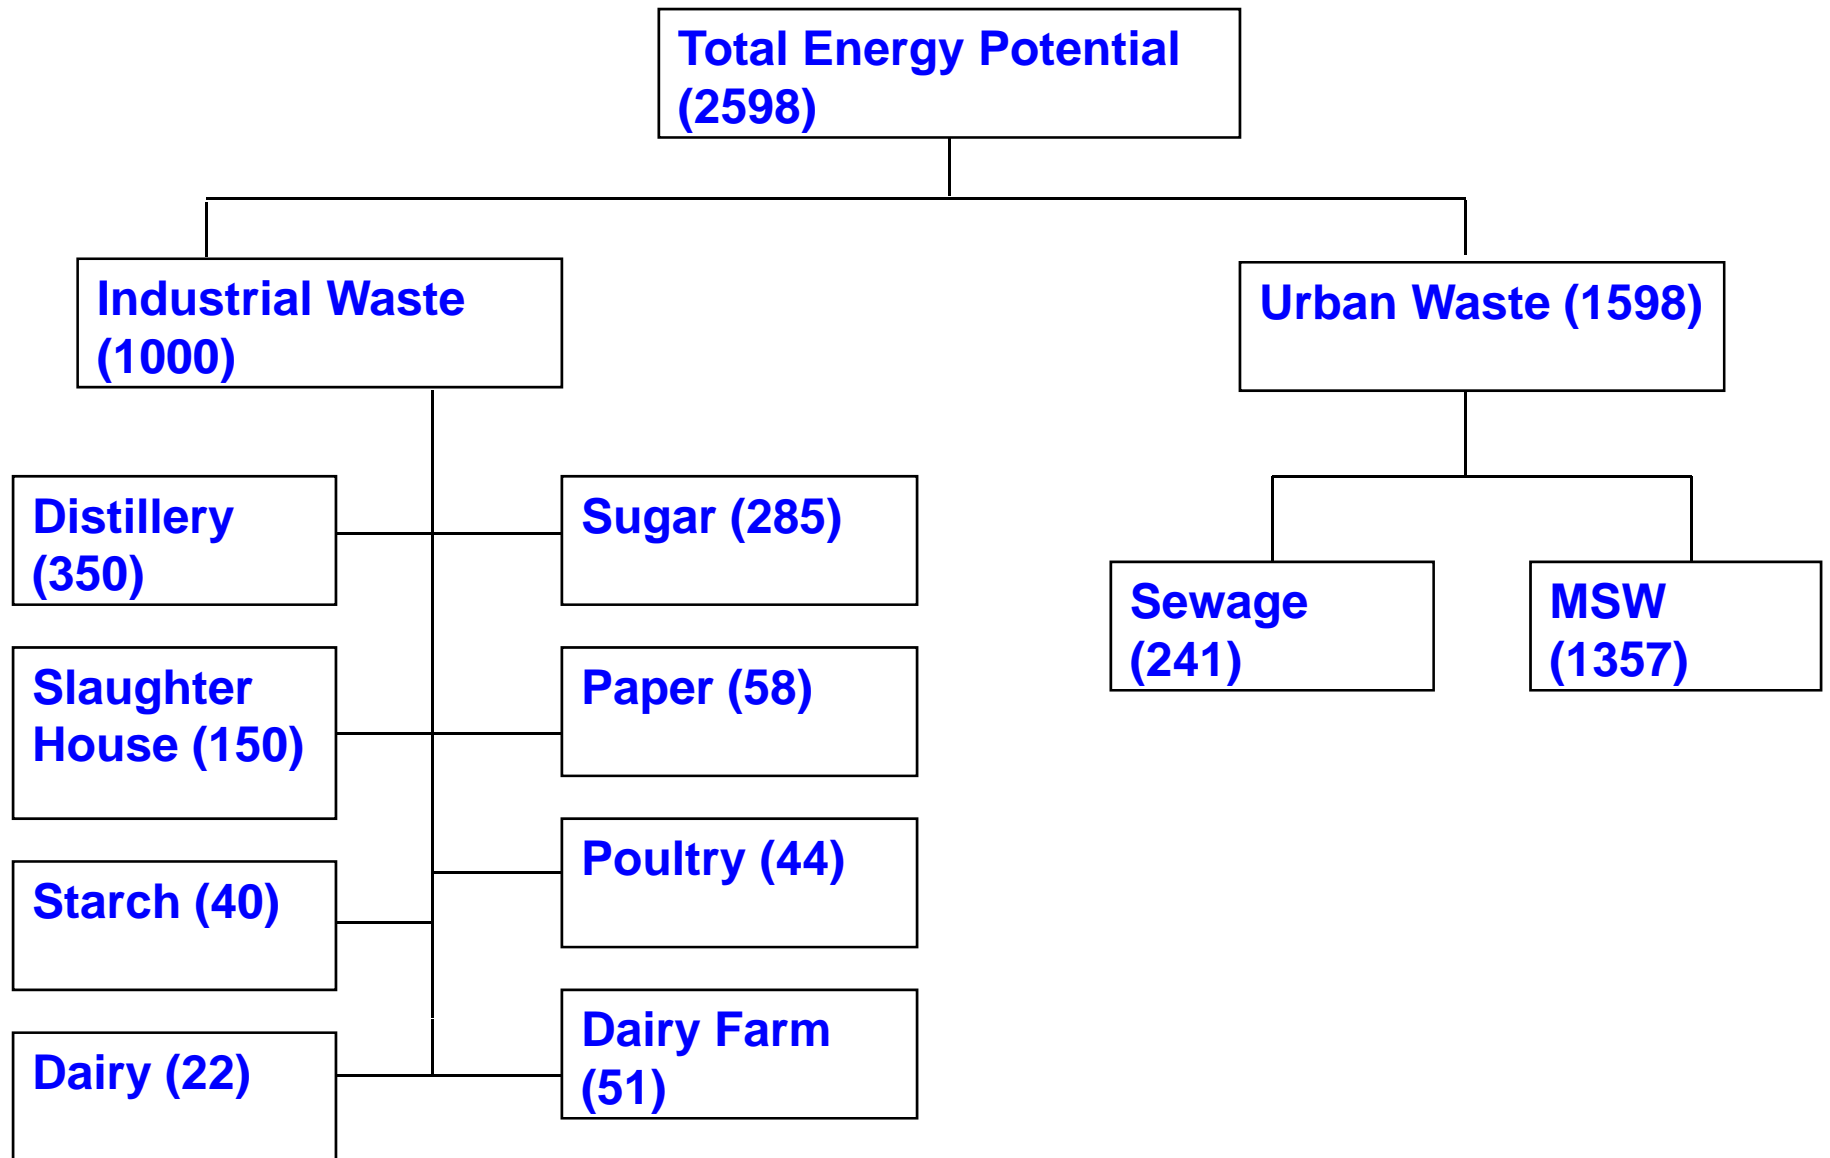 Total Energy Potential
(2598)
Industrial Waste
(1000)
Urban Waste (1598)
Distillery
(350)
Sugar (285)
Slaughter
House (150)
Paper (58)
Starch (40)
Poultry (44)
Dairy (22)
Dairy Farm
(51)
Sewage
(241)
MSW
(1357)